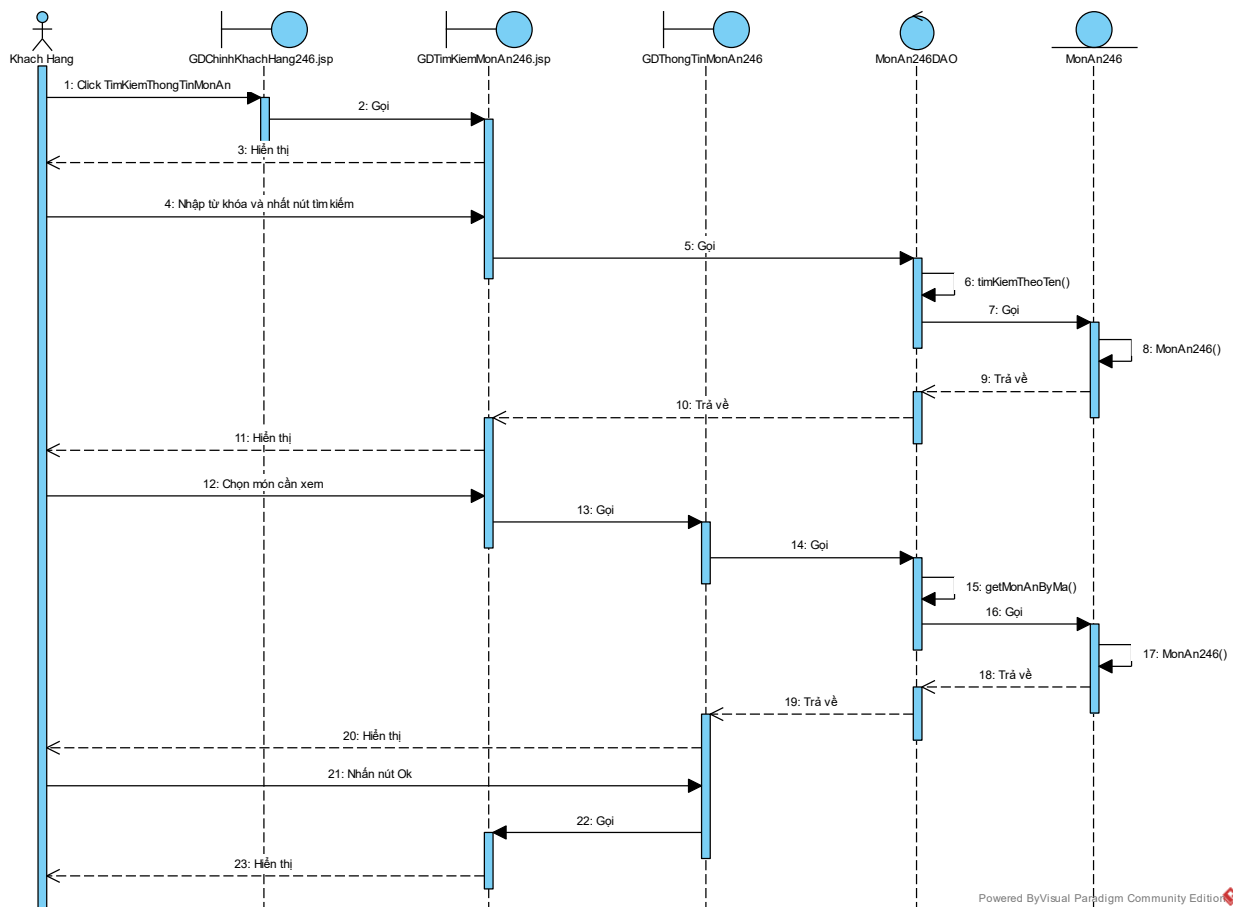 Khach Hang
GDChinhKhachHang246.jsp
GDTimKiemMonAn246.jsp
GDThongTinMonAn246
MonAn246DAO
MonAn246
1: Click TimKiemThongTinMonAn
2: Gọi
3: Hiển thị
4: Nhập từ khóa và nhất nút tìm kiếm
5: Gọi
6: timKiemTheoTen()
7: Gọi
8: MonAn246()
9: Trả về
10: Trả về
11: Hiển thị
12: Chọn món cần xem
13: Gọi
14: Gọi
15: getMonAnByMa()
16: Gọi
17: MonAn246()
18: Trả về
19: Trả về
20: Hiển thị
21: Nhấn nút Ok
22: Gọi
23: Hiển thị
Powered ByVisual Paradigm Community Edition